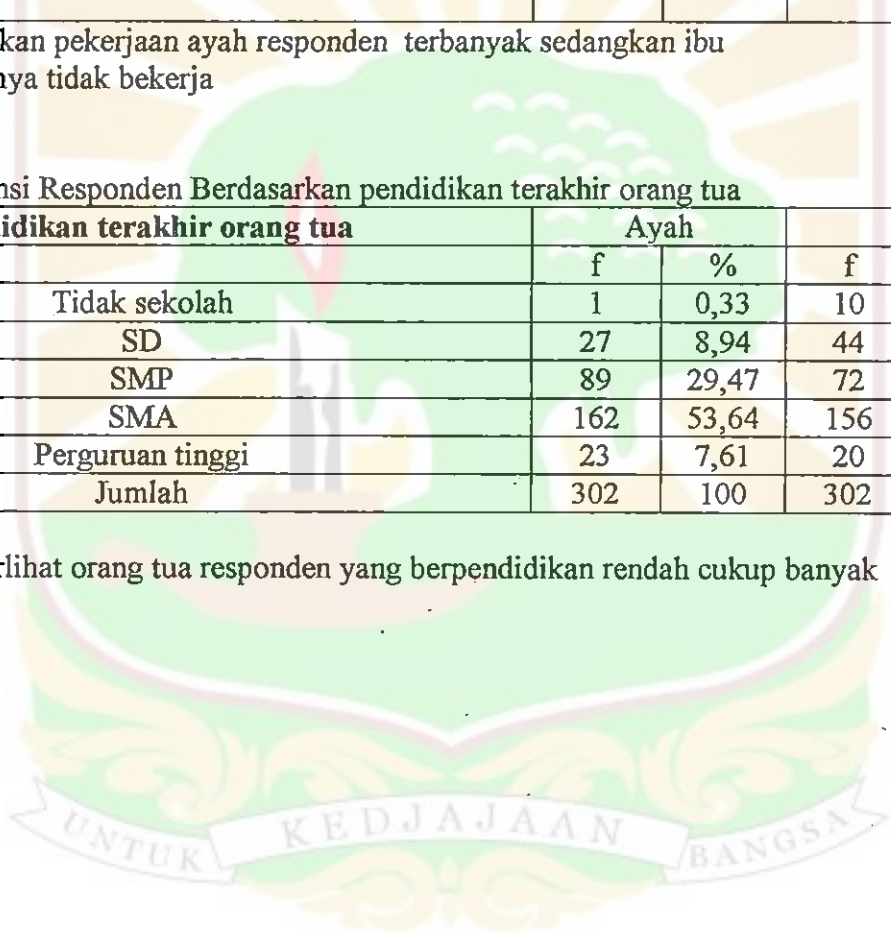 kan pekerjaan ayah responden terbanyak sedangkan ibu
nya tidak bekerja
nsi Responden Berdasarkan pendidikan terakhir orang tua
idikan terakhir orang tua Ayah
f % f
Tidak sekolah 1 0,33 10
SD 27 8,94 44
SMP 89 29,47 72
SMA 162 53,64 156
Perguruan tinggi 23 7,61 20
Jumlah 302 100 302
rlihat orang tua responden yang berpendidikan rendah cukup banyak
UNTUK KEDJAJAAN BANGSA